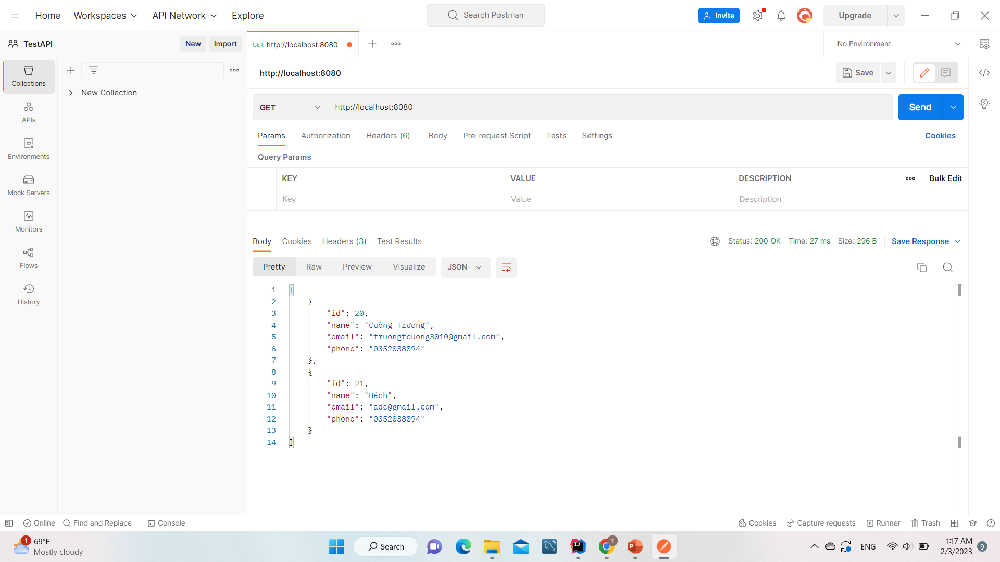 Home Workspaces API Network Explore Search Postman Invite Upgrade
TestAPI New Import GET http://localhost:8080 No Environment
http://localhost:8080 Save
Collections
New Collection
APIs
Environments
Mock Servers
Monitors
Flows
History
GET http://localhost:8080 Send
Params Authorization Headers (6) Body Pre-request Script Tests Settings Cookies
Query Params
KEY VALUE DESCRIPTION Bulk Edit
Key Value Description
Body Cookies Headers (3) Test Results Status: 200 OK Time: 27 ms Size: 296 B Save Response
Pretty Raw Preview Visualize JSON
1 [
2 {
3 "id": 20,
4 "name": "Cường Trương",
5 "email": "truongtcuong3010@gmail.com",
6 "phone": "0352038894"
7 },
8 {
9 "id": 21,
10 "name": "Bách",
11 "email": "adc@gmail.com",
12 "phone": "0352038894"
13 }
14 ]
Online Find and Replace Console Cookies Capture requests Runner Trash
1 69°F
Mostly cloudy
Search
IJ
T
P
ENG
1:17 AM
2/3/2023
9